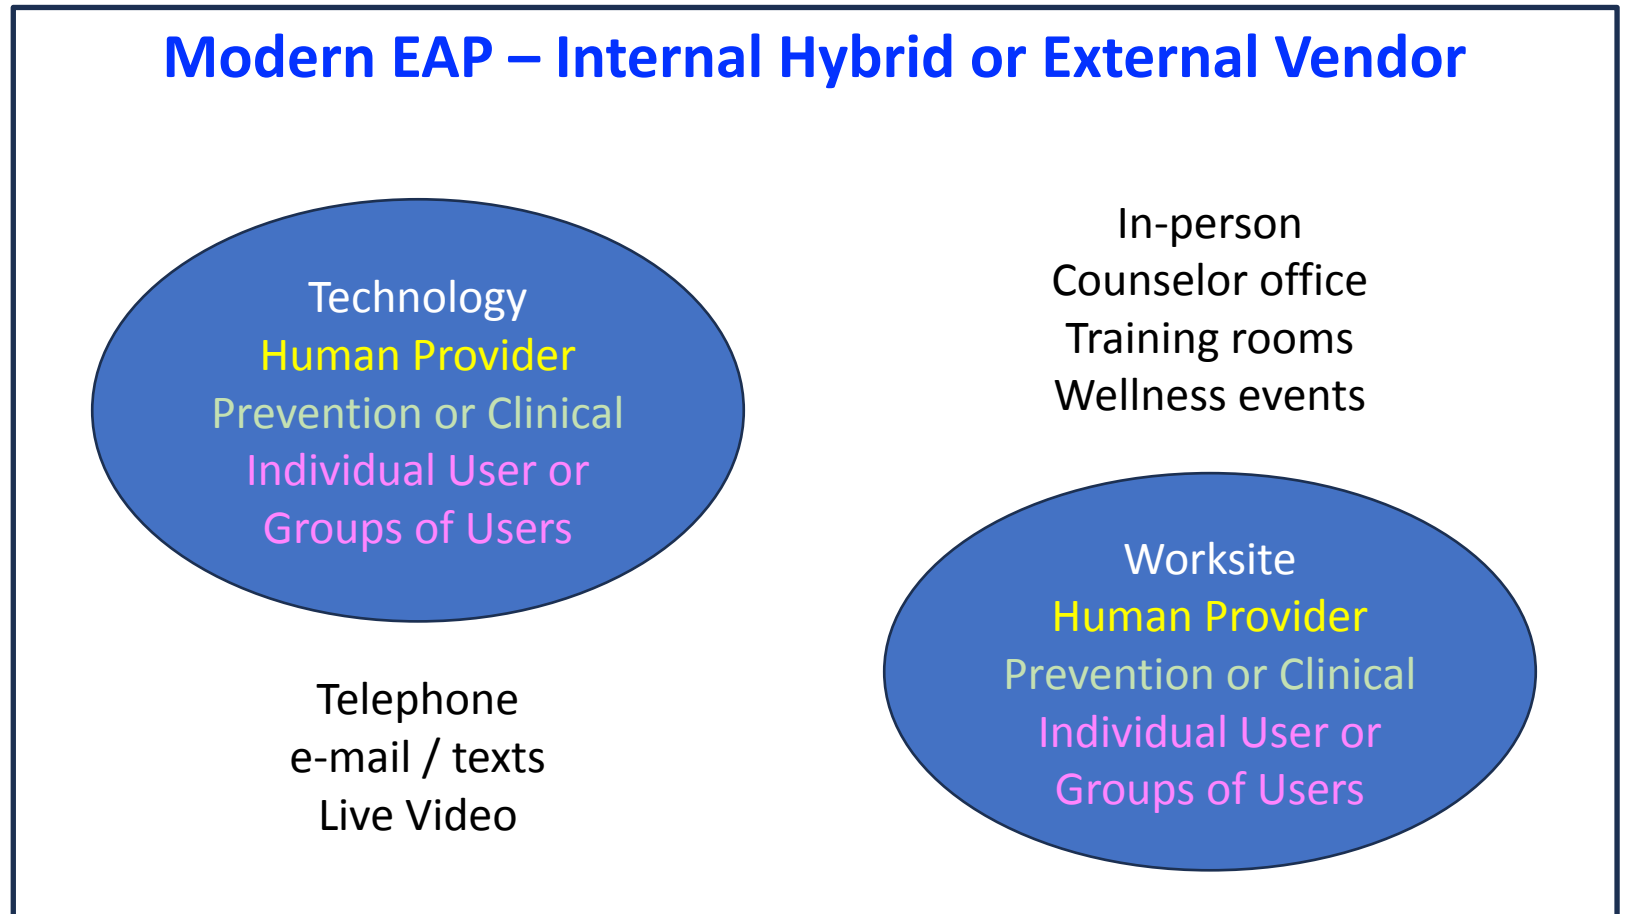 Modern EAP – Internal Hybrid or External Vendor
Technology
Human Provider
Prevention or Clinical
Individual User or
Groups of Users
Telephone
e-mail / texts
Live Video
In-person
Counselor office
Training rooms
Wellness events
Worksite
Human Provider
Prevention or Clinical
Individual User or
Groups of Users